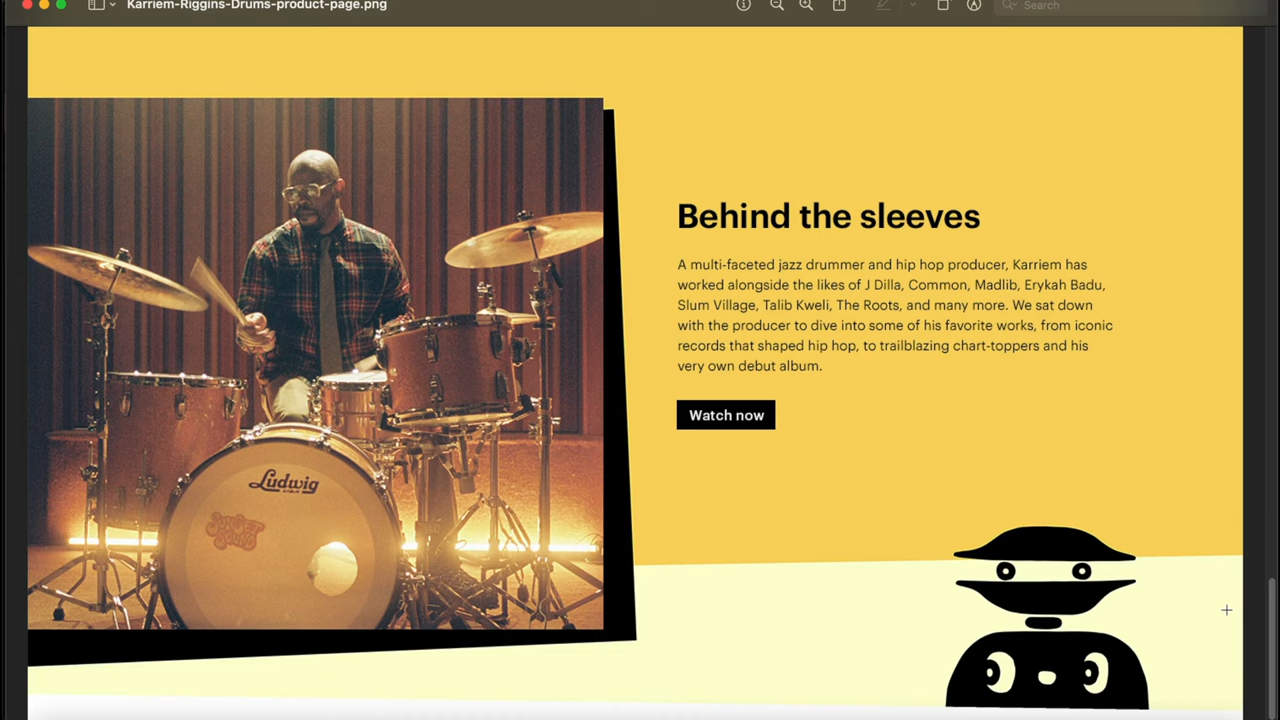 Karriem-Riggins-Drums-product-page.png
Search
Behind the sleeves
A multi-faceted jazz drummer and hip hop producer, Karriem has
worked alongside the likes of J Dilla, Common, Madlib, Erykah Badu,
Slum Village, Talib Kweli, The Roots, and many more. We sat down
with the producer to dive into some of his favorite works, from iconic
records that shaped hip hop, to trailblazing chart-toppers and his
very own debut album.
Watch now
Ludwig
SUNSET
SOUND